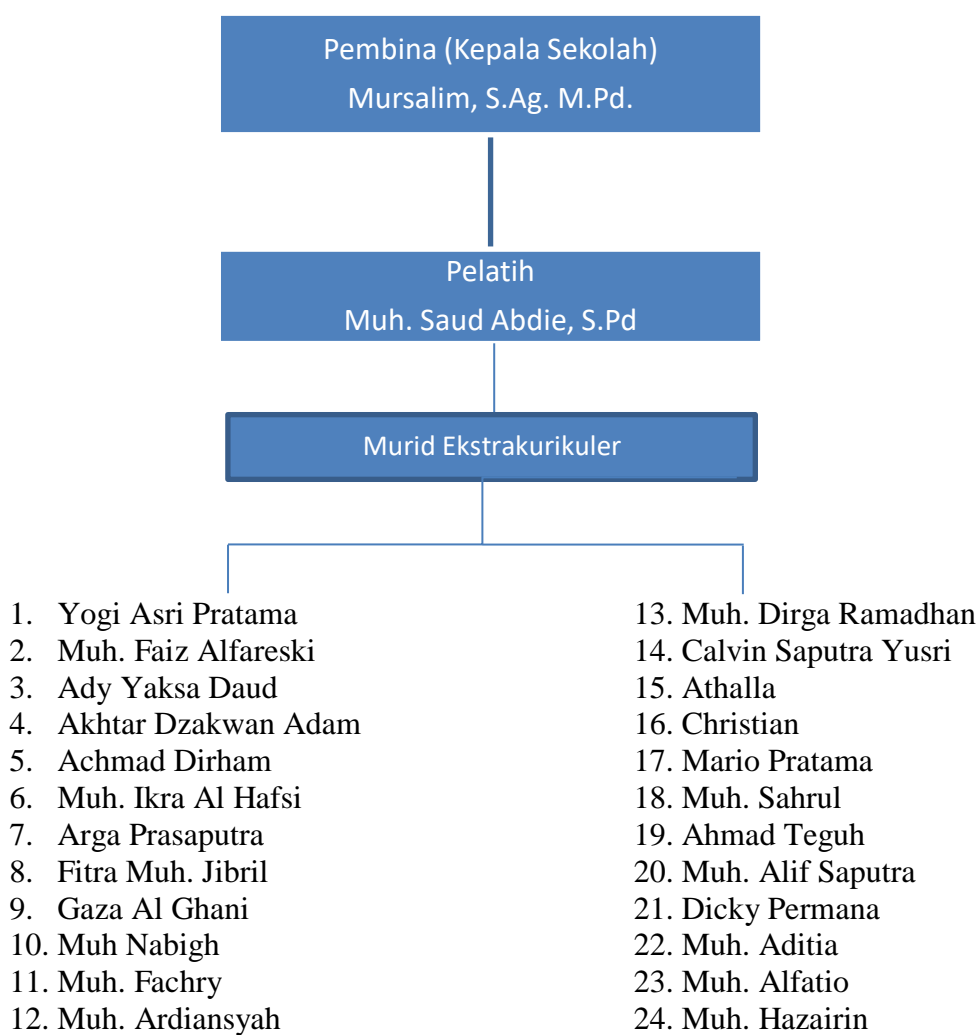 Pembina (Kepala Sekolah)
Mursalim, S.Ag. M.Pd.
Pelatih
Muh. Saud Abdie, S.Pd
Murid Ekstrakurikuler
1. Yogi Asri Pratama
2. Muh. Faiz Alfareski
3. Ady Yaksa Daud
4. Akhtar Dzakwan Adam
5. Achmad Dirham
6. Muh. Ikra Al Hafsi
7. Arga Prasaputra
8. Fitra Muh. Jibril
9. Gaza Al Ghani
10. Muh Nabigh
11. Muh. Fachry
12. Muh. Ardiansyah
13. Muh. Dirga Ramadhan
14. Calvin Saputra Yusri
15. Athalla
16. Christian
17. Mario Pratama
18. Muh. Sahrul
19. Ahmad Teguh
20. Muh. Alif Saputra
21. Dicky Permana
22. Muh. Aditia
23. Muh. Alfatio
24. Muh. Hazairin